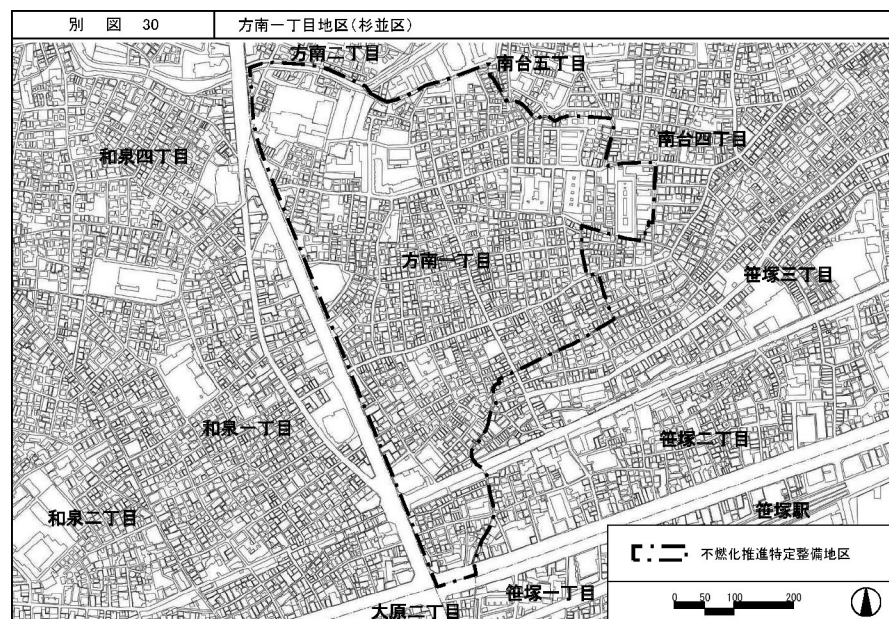 別 図 30 方南一丁目地区(杉並区)
方南二丁目
南台五丁目
南台四丁目
和泉四丁目
方南一丁目
笹塚三丁目
和泉一丁目
笹塚二丁目
和泉二丁目
笹塚駅
不燃化推進特定整備地区
笹塚一丁目
大原二丁目
0 50 100 200